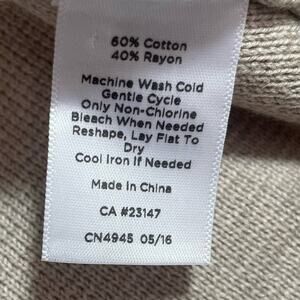 60% Cotton
40% Rayon
Machine Wash Cold
Gentle Cycle
Only Non-Chlorine
Bleach When Needed
Reshape, Lay Flat To
Dry
Cool Iron If Needed
Made in China
CA #23147
CN4945 05/16